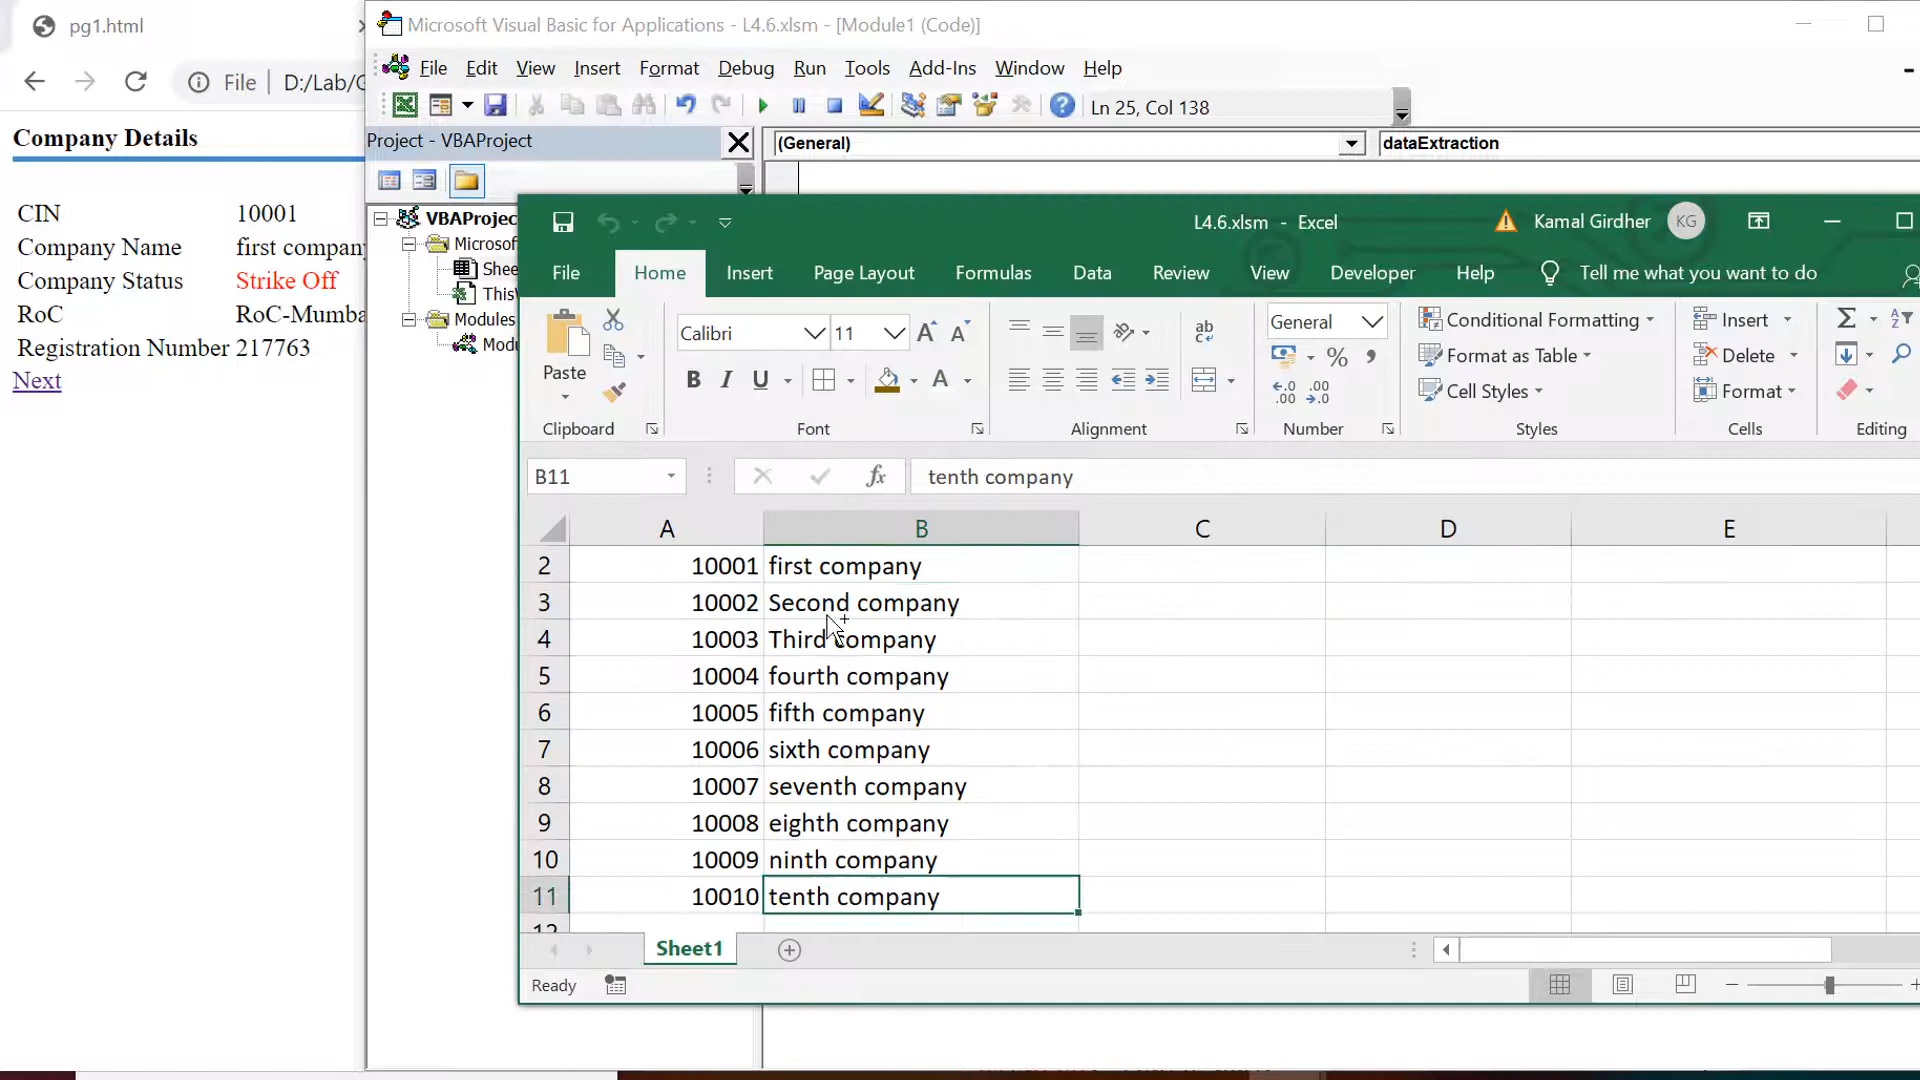 pg1.html
File D:/Lab/
Company Details
CIN 10001
Company Name first company
Company Status Strike Off
RoC RoC-Mumba
Registration Number 217763
Next
Microsoft Visual Basic for Applications - L4.6.xlsm - [Module1 (Code)]
File Edit View Insert Format Debug Run Tools Add-Ins Window Help
Ln 25, Col 138
Project - VBAProject
(General)
dataExtraction
VBAProjec
Microsof
Shee
ThisV
Modules
Modu
L4.6.xlsm - Excel
Kamal Girdher KG
File Home Insert Page Layout Formulas Data Review View Developer Help Tell me what you want to do
Paste
Clipboard
Calibri 11
B I U
Font
ab
Alignment
General
% ,
Number
Conditional Formatting
Format as Table
Cell Styles
Styles
Insert
Delete
Format
Cells
Editing
B11 fx tenth company
A B C D E
2 10001 first company
3 10002 Second company
4 10003 Third company
5 10004 fourth company
6 10005 fifth company
7 10006 sixth company
8 10007 seventh company
9 10008 eighth company
10 10009 ninth company
11 10010 tenth company
12
Sheet1
Ready